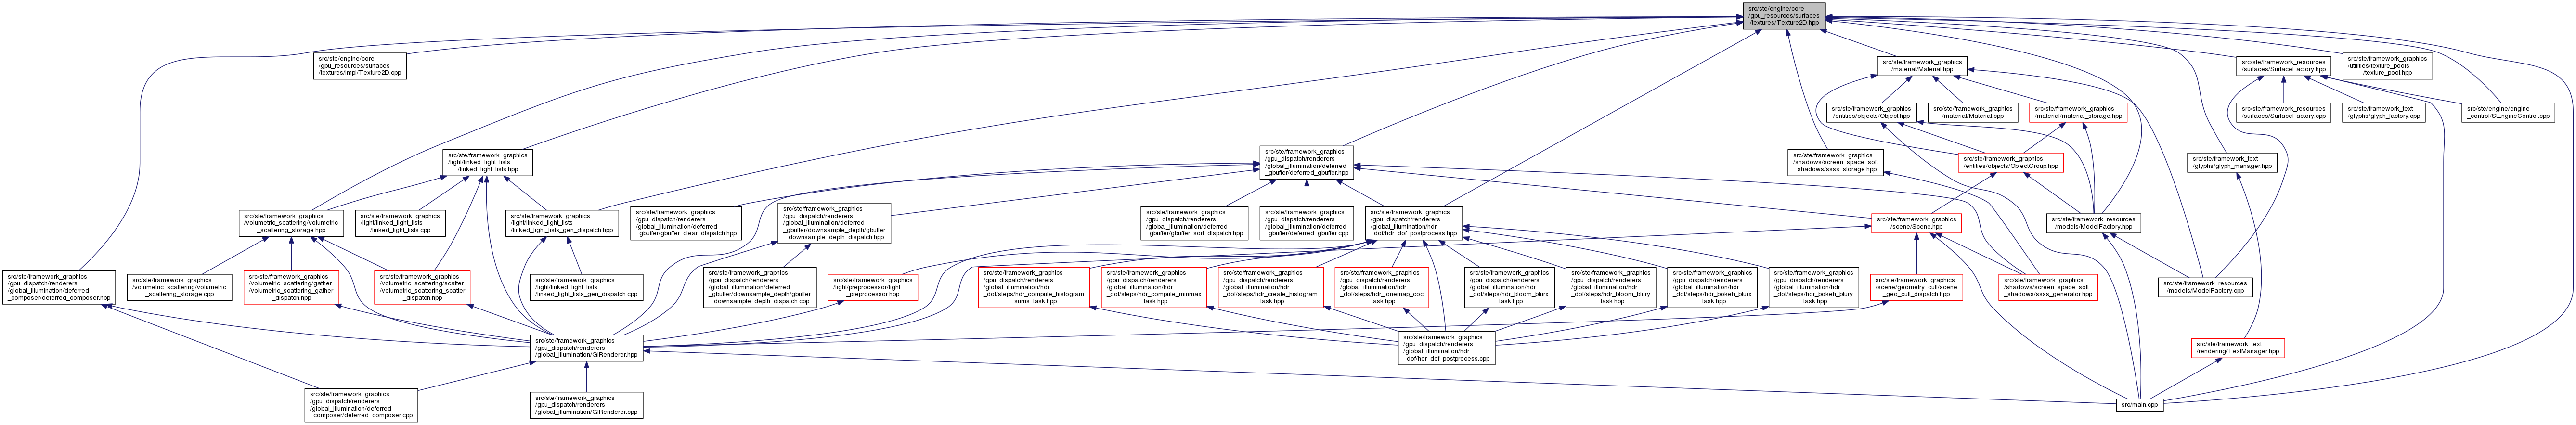 src/ste/engine/core
/gpu_resources/surfaces
/textures/Texture2D.hpp
src/ste/engine/core
/gpu_resources/surfaces
/textures/impl/Texture2D.cpp
src/ste/framework_graphics
/material/Material.hpp
src/ste/framework_resources
/surfaces/SurfaceFactory.hpp
src/ste/framework_graphics
/utilities/texture_pools
/texture_pool.hpp
src/ste/framework_graphics
/entities/objects/Object.hpp
src/ste/framework_graphics
/material/Material.cpp
src/ste/framework_graphics
/material/material_storage.hpp
src/ste/framework_resources
/surfaces/SurfaceFactory.cpp
src/ste/framework_text
/glyphs/glyph_factory.cpp
src/ste/engine/engine
_control/StEngineControl.cpp
src/ste/framework_graphics
/light/linked_light_lists
/linked_light_lists.hpp
src/ste/framework_graphics
/gpu_dispatch/renderers
/global_illumination/deferred
_gbuffer/deferred_gbuffer.hpp
src/ste/framework_graphics
/shadows/screen_space_soft
_shadows/ssss_storage.hpp
src/ste/framework_graphics
/entities/objects/ObjectGroup.hpp
src/ste/framework_text
/glyphs/glyph_manager.hpp
src/ste/framework_graphics
/volumetric_scattering/volumetric
_scattering_storage.hpp
src/ste/framework_graphics
/light/linked_light_lists
/linked_light_lists.cpp
src/ste/framework_graphics
/light/linked_light_lists
/linked_light_lists_gen_dispatch.hpp
src/ste/framework_graphics
/gpu_dispatch/renderers
/global_illumination/deferred
_gbuffer/gbuffer_clear_dispatch.hpp
src/ste/framework_graphics
/gpu_dispatch/renderers
/global_illumination/deferred
_gbuffer/downsample_depth/gbuffer
_downsample_depth_dispatch.hpp
src/ste/framework_graphics
/gpu_dispatch/renderers
/global_illumination/deferred
_gbuffer/gbuffer_sort_dispatch.hpp
src/ste/framework_graphics
/gpu_dispatch/renderers
/global_illumination/deferred
_gbuffer/deferred_gbuffer.cpp
src/ste/framework_graphics
/gpu_dispatch/renderers
/global_illumination/hdr
_dof/hdr_dof_postprocess.hpp
src/ste/framework_graphics
/scene/Scene.hpp
src/ste/framework_resources
/models/ModelFactory.hpp
src/ste/framework_graphics
/gpu_dispatch/renderers
/global_illumination/deferred
_composer/deferred_composer.hpp
src/ste/framework_graphics
/volumetric_scattering/volumetric
_scattering_storage.cpp
src/ste/framework_graphics
/volumetric_scattering/gather
/volumetric_scattering_gather
_dispatch.hpp
src/ste/framework_graphics
/volumetric_scattering/scatter
/volumetric_scattering_scatter
_dispatch.hpp
src/ste/framework_graphics
/light/linked_light_lists
/linked_light_lists_gen_dispatch.cpp
src/ste/framework_graphics
/gpu_dispatch/renderers
/global_illumination/deferred
_gbuffer/downsample_depth/gbuffer
_downsample_depth_dispatch.cpp
src/ste/framework_graphics
/light/preprocessor/light
_preprocessor.hpp
src/ste/framework_graphics
/gpu_dispatch/renderers
/global_illumination/hdr
_dof/steps/hdr_compute_histogram
_sums_task.hpp
src/ste/framework_graphics
/gpu_dispatch/renderers
/global_illumination/hdr
_dof/steps/hdr_compute_minmax
_task.hpp
src/ste/framework_graphics
/gpu_dispatch/renderers
/global_illumination/hdr
_dof/steps/hdr_create_histogram
_task.hpp
src/ste/framework_graphics
/gpu_dispatch/renderers
/global_illumination/hdr
_dof/steps/hdr_tonemap_coc
_task.hpp
src/ste/framework_graphics
/gpu_dispatch/renderers
/global_illumination/hdr
_dof/steps/hdr_bloom_blurx
_task.hpp
src/ste/framework_graphics
/gpu_dispatch/renderers
/global_illumination/hdr
_dof/steps/hdr_bloom_blury
_task.hpp
src/ste/framework_graphics
/gpu_dispatch/renderers
/global_illumination/hdr
_dof/steps/hdr_bokeh_blurx
_task.hpp
src/ste/framework_graphics
/gpu_dispatch/renderers
/global_illumination/hdr
_dof/steps/hdr_bokeh_blury
_task.hpp
src/ste/framework_graphics
/scene/geometry_cull/scene
_geo_cull_dispatch.hpp
src/ste/framework_graphics
/shadows/screen_space_soft
_shadows/ssss_generator.hpp
src/ste/framework_resources
/models/ModelFactory.cpp
src/ste/framework_graphics
/gpu_dispatch/renderers
/global_illumination/GIRenderer.hpp
src/ste/framework_graphics
/gpu_dispatch/renderers
/global_illumination/hdr
_dof/hdr_dof_postprocess.cpp
src/ste/framework_text
/rendering/TextManager.hpp
src/ste/framework_graphics
/gpu_dispatch/renderers
/global_illumination/deferred
_composer/deferred_composer.cpp
src/ste/framework_graphics
/gpu_dispatch/renderers
/global_illumination/GIRenderer.cpp
src/main.cpp